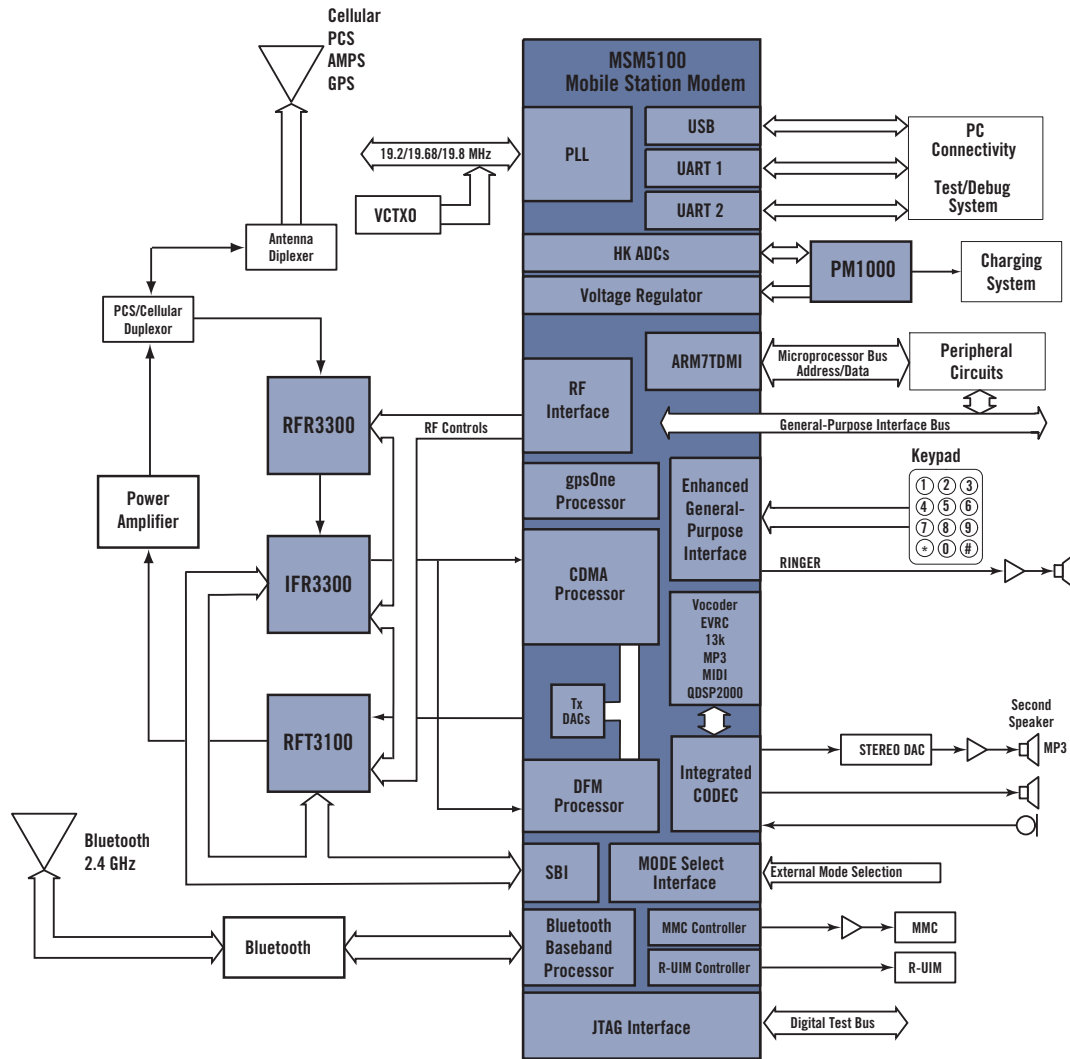 Cellular
PCS
AMPS
GPS
MSM5100
Mobile Station Modem
19.2/19.68/19.8 MHz
VCTXO
PLL
USB
UART 1
UART 2
PC
Connectivity
Test/Debug
System
Antenna
Diplexer
HK ADCs
Voltage Regulator
PM1000
Charging
System
PCS/Cellular
Duplexor
ARM7TDMI
Microprocessor Bus
Address/Data
Peripheral
Circuits
RFR3300
RF Controls
RF
Interface
General-Purpose Interface Bus
Keypad
1 2 3
4 5 6
7 8 9
* 0 #
Power
Amplifier
gpsOne
Processor
Enhanced
General-
Purpose
Interface
RINGER
IFR3300
CDMA
Processor
Vocoder
EVRC
13k
MP3
MIDI
QDSP2000
RFT3100
Tx
DACs
Second
Speaker
STEREO DAC
MP3
Integrated
CODEC
DFM
Processor
Bluetooth
2.4 GHz
SBI
MODE Select
Interface
External Mode Selection
Bluetooth
Bluetooth
Baseband
Processor
MMC Controller
MMC
R-UIM Controller
R-UIM
JTAG Interface
Digital Test Bus